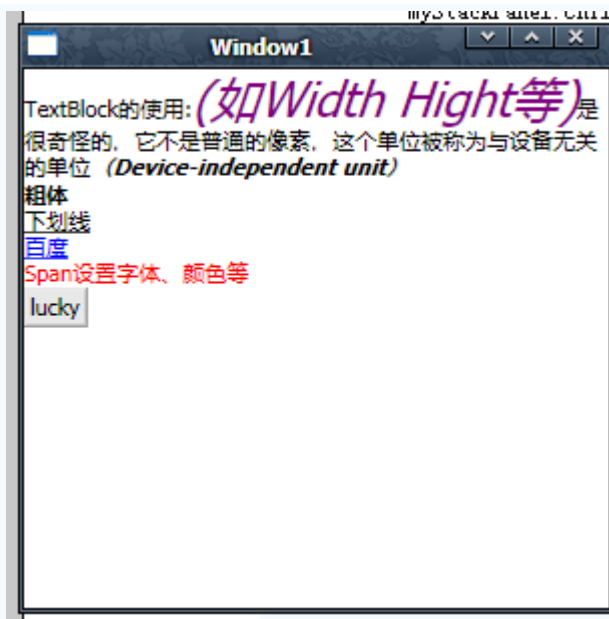 myStackPanel.Chil
Window1
TextBlock的使用:(如Width Hight等)是
很奇怪的，它不是普通的像素，这个单位被称为与设备无关
的单位（Device-independent unit）
粗体
下划线
百度
Span设置字体、颜色等
lucky